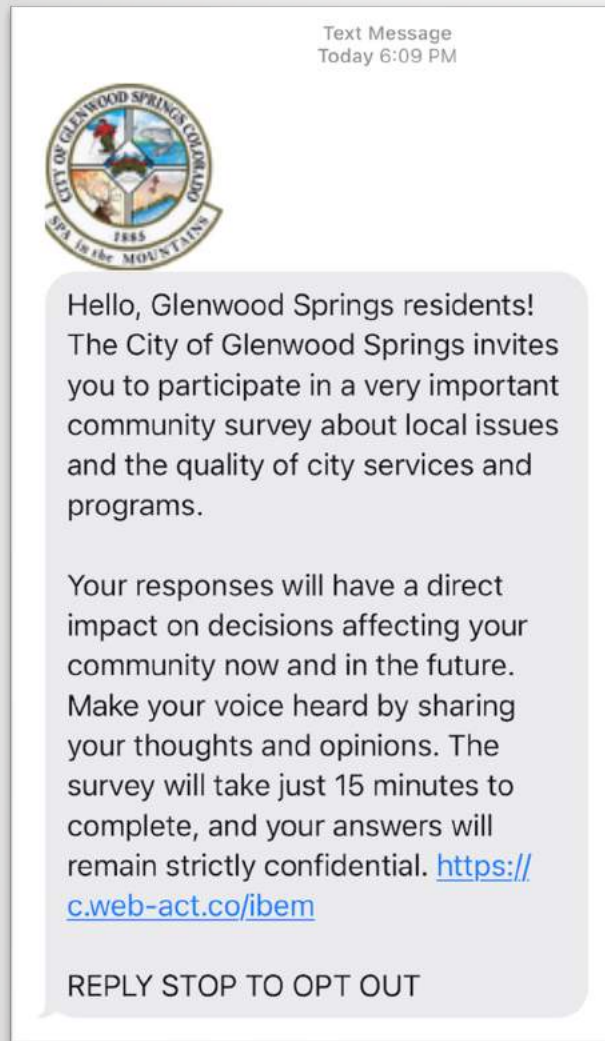 Text Message
Today 6:09 PM
CITY OF GLENWOOD SPRINGS COLORADO
1885
SPA in the MOUNTAINS
Hello, Glenwood Springs residents!
The City of Glenwood Springs invites
you to participate in a very important
community survey about local issues
and the quality of city services and
programs.
Your responses will have a direct
impact on decisions affecting your
community now and in the future.
Make your voice heard by sharing
your thoughts and opinions. The
survey will take just 15 minutes to
complete, and your answers will
remain strictly confidential. https://
c.web-act.co/ibem
REPLY STOP TO OPT OUT